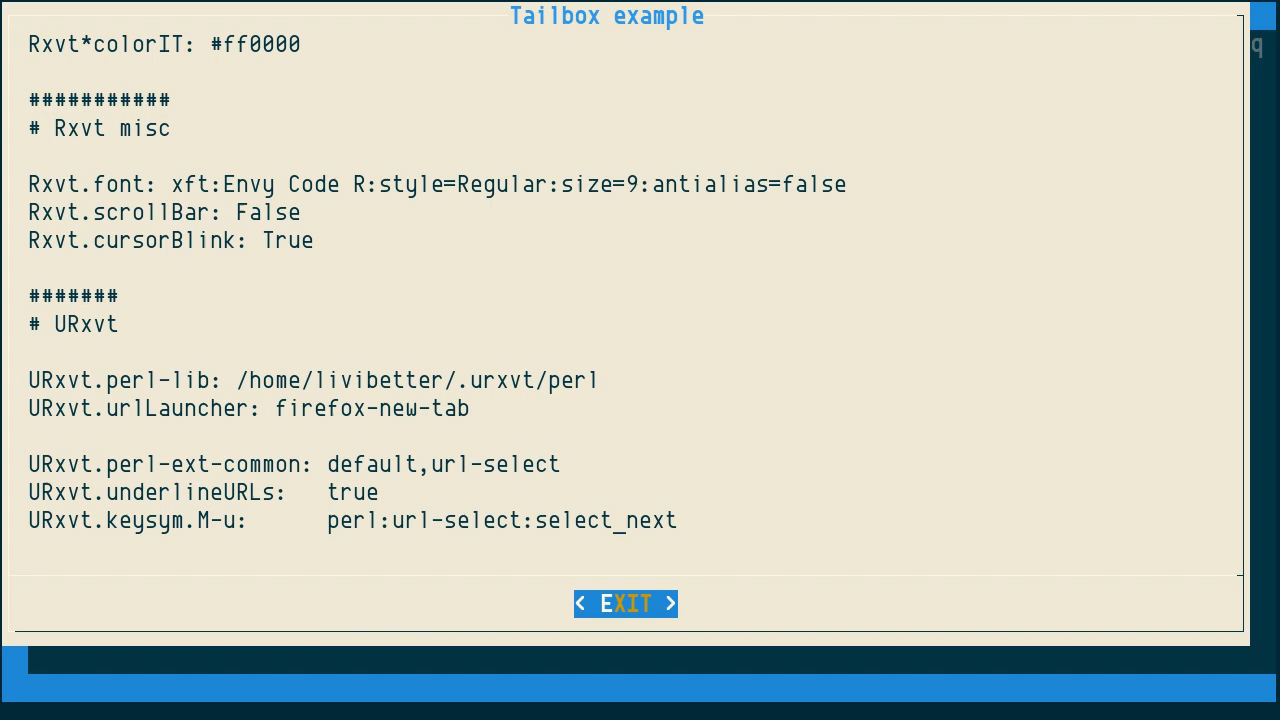 Tailbox example
Rxvt*colorIT: #ff0000
q
###########
# Rxvt misc
Rxvt.font: xft:Envy Code R:style=Regular:size=9:antialias=false
Rxvt.scrollBar: False
Rxvt.cursorBlink: True
#######
# URxvt
URxvt.perl-lib: /home/livibetter/.urxvt/perl
URxvt.urlLauncher: firefox-new-tab
URxvt.perl-ext-common: default,url-select
URxvt.underlineURLs:   true
URxvt.keysym.M-u:      perl:url-select:select_next
< EXIT >